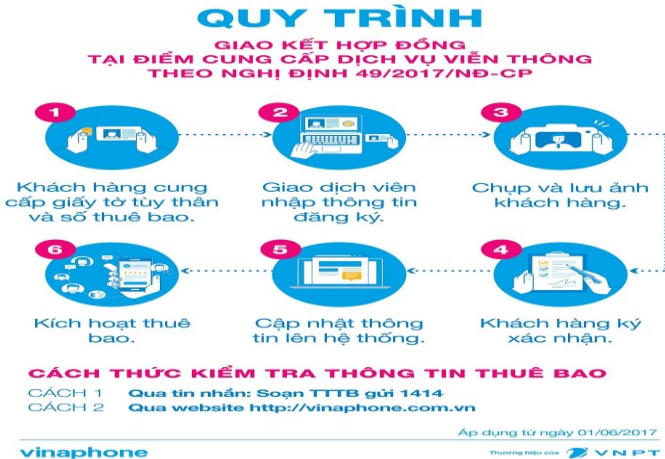 QUY TRÌNH
GIAO KẾT HỢP ĐỒNG
TẠI ĐIỂM CUNG CẤP DỊCH VỤ VIỄN THÔNG
THEO NGHỊ ĐỊNH 49/2017/NĐ-CP
1
Khách hàng cung
cấp giấy tờ tùy thân
và số thuê bao.
2
Giao dịch viên
nhập thông tin
đăng ký.
3
Chụp và lưu ảnh
khách hàng.
4
Khách hàng ký
xác nhận.
5
Cập nhật thông
tin lên hệ thống.
6
Kích hoạt thuê
bao.
CÁCH THỨC KIỂM TRA THÔNG TIN THUÊ BAO
CÁCH 1 Qua tin nhắn: Soạn TTTB gửi 1414
CÁCH 2 Qua website http://vinaphone.com.vn
Áp dụng từ ngày 01/06/2017
vinaphone
Thương hiệu của VNPT